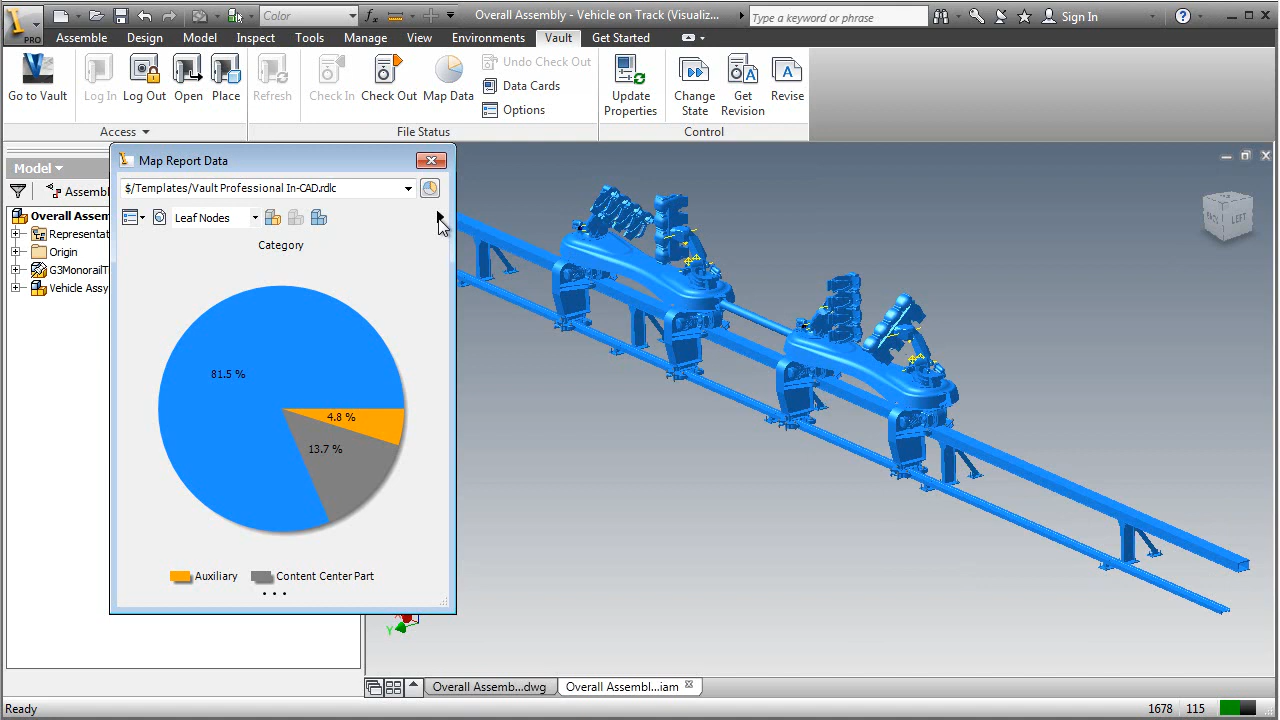 Color
Overall Assembly - Vehicle on Track (Visualiz...
Type a keyword or phrase
Sign In
PRO
Assemble Design Model Inspect Tools Manage View Environments Vault Get Started
Go to Vault
Log In
Log Out
Open
Place
Refresh
Check In
Check Out
Map Data
Undo Check Out
Data Cards
Options
Update Properties
Change State
Get Revision
Revise
Access
File Status
Control
Model
Map Report Data
$/Templates/Vault Professional In-CAD.rdlc
Assembl
Leaf Nodes
Overall Assem
Representat
Origin
G3MonorailT
Vehicle Assy
Category
81.5 %
4.8 %
13.7 %
Auxiliary
Content Center Part
LEFT
Y
Overall Assemb...dwg
Overall Assembl...iam
Ready
1678 115